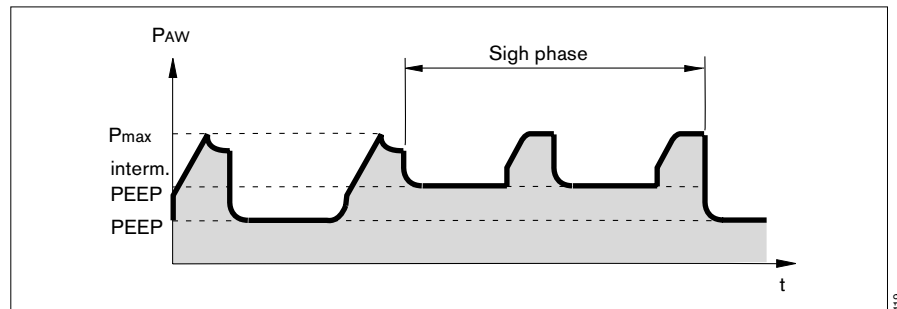 PAW
Sigh phase
Pmax
interm.
PEEP
PEEP
t